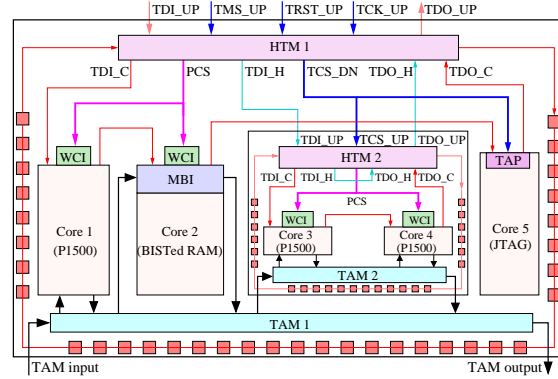 TDI_UP TMS_UP TRST_UP TCK_UP TDO_UP
HTM 1
TDI_C PCS TDI_H TCS_DN TDO_H TDO_C
TDI_UP TCS_UP TDO_UP
WCI WCI HTM 2 TAP
TDI_C TDI_H TDO_H TDO_C
MBI
PCS
WCI WCI
Core 1
(P1500)
Core 2
(BISTed RAM)
Core 3
(P1500)
Core 4
(P1500)
Core 5
(JTAG)
TAM 2
TAM 1
TAM input TAM output